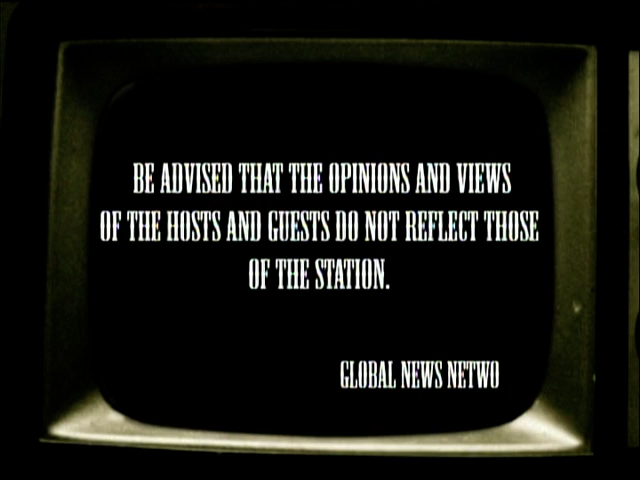 BE ADVISED THAT THE OPINIONS AND VIEWS
OF THE HOSTS AND GUESTS DO NOT REFLECT THOSE
OF THE STATION.
GLOBAL NEWS NETWO